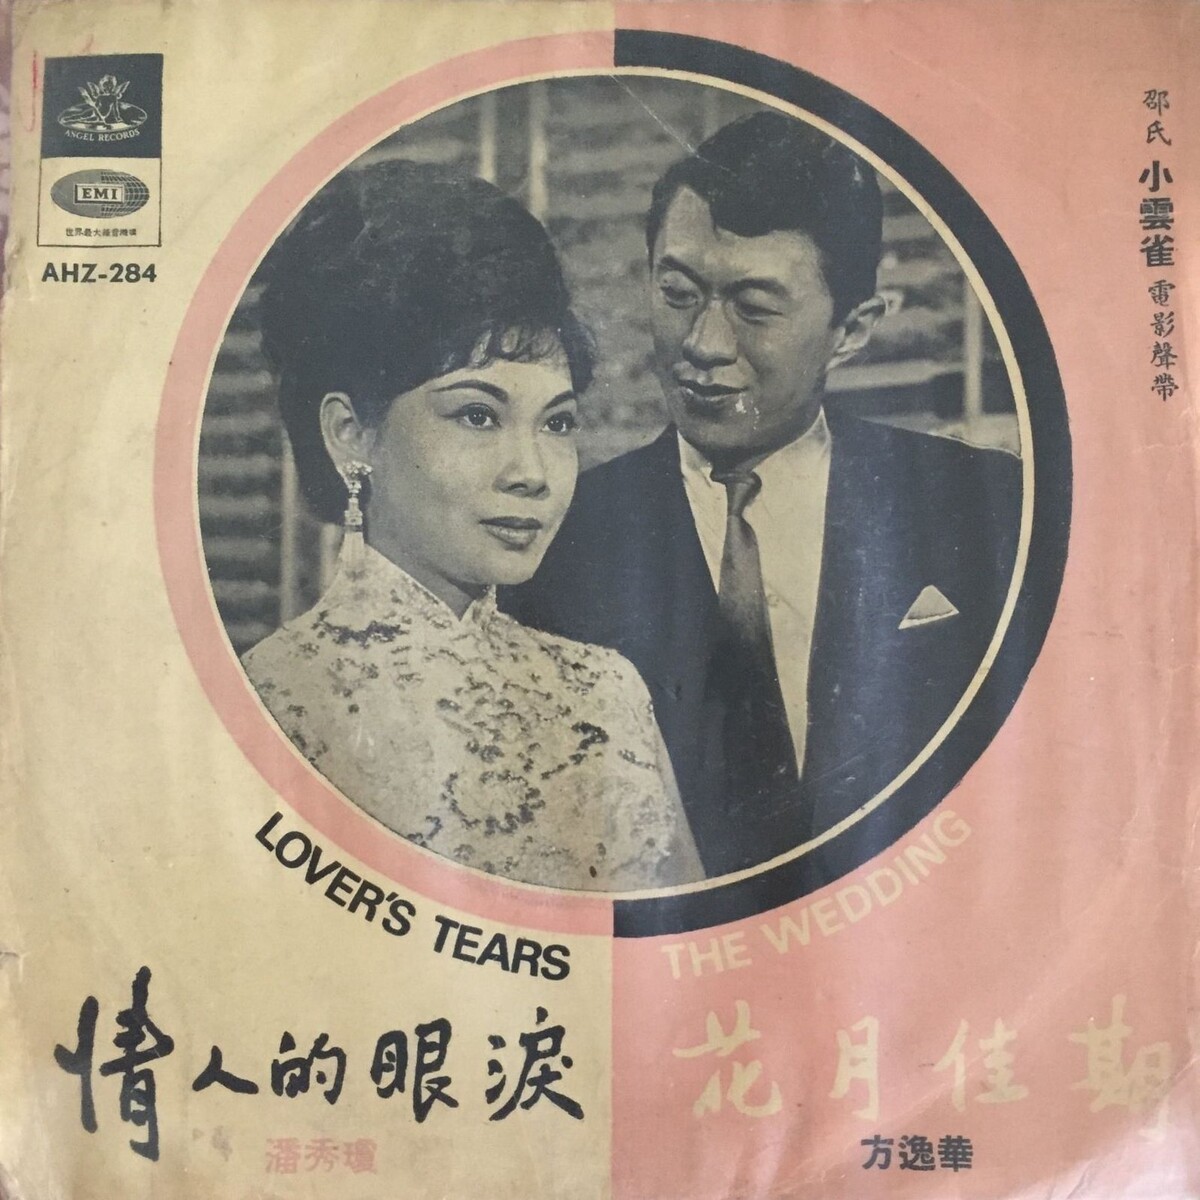 ANGEL RECORDS
EMI
世界最大錄音機構
AHZ-284
邵氏小雲雀電影聲帶
LOVER'S TEARS
THE WEDDING
情人的眼淚
花月佳期
潘秀瓊
方逸華